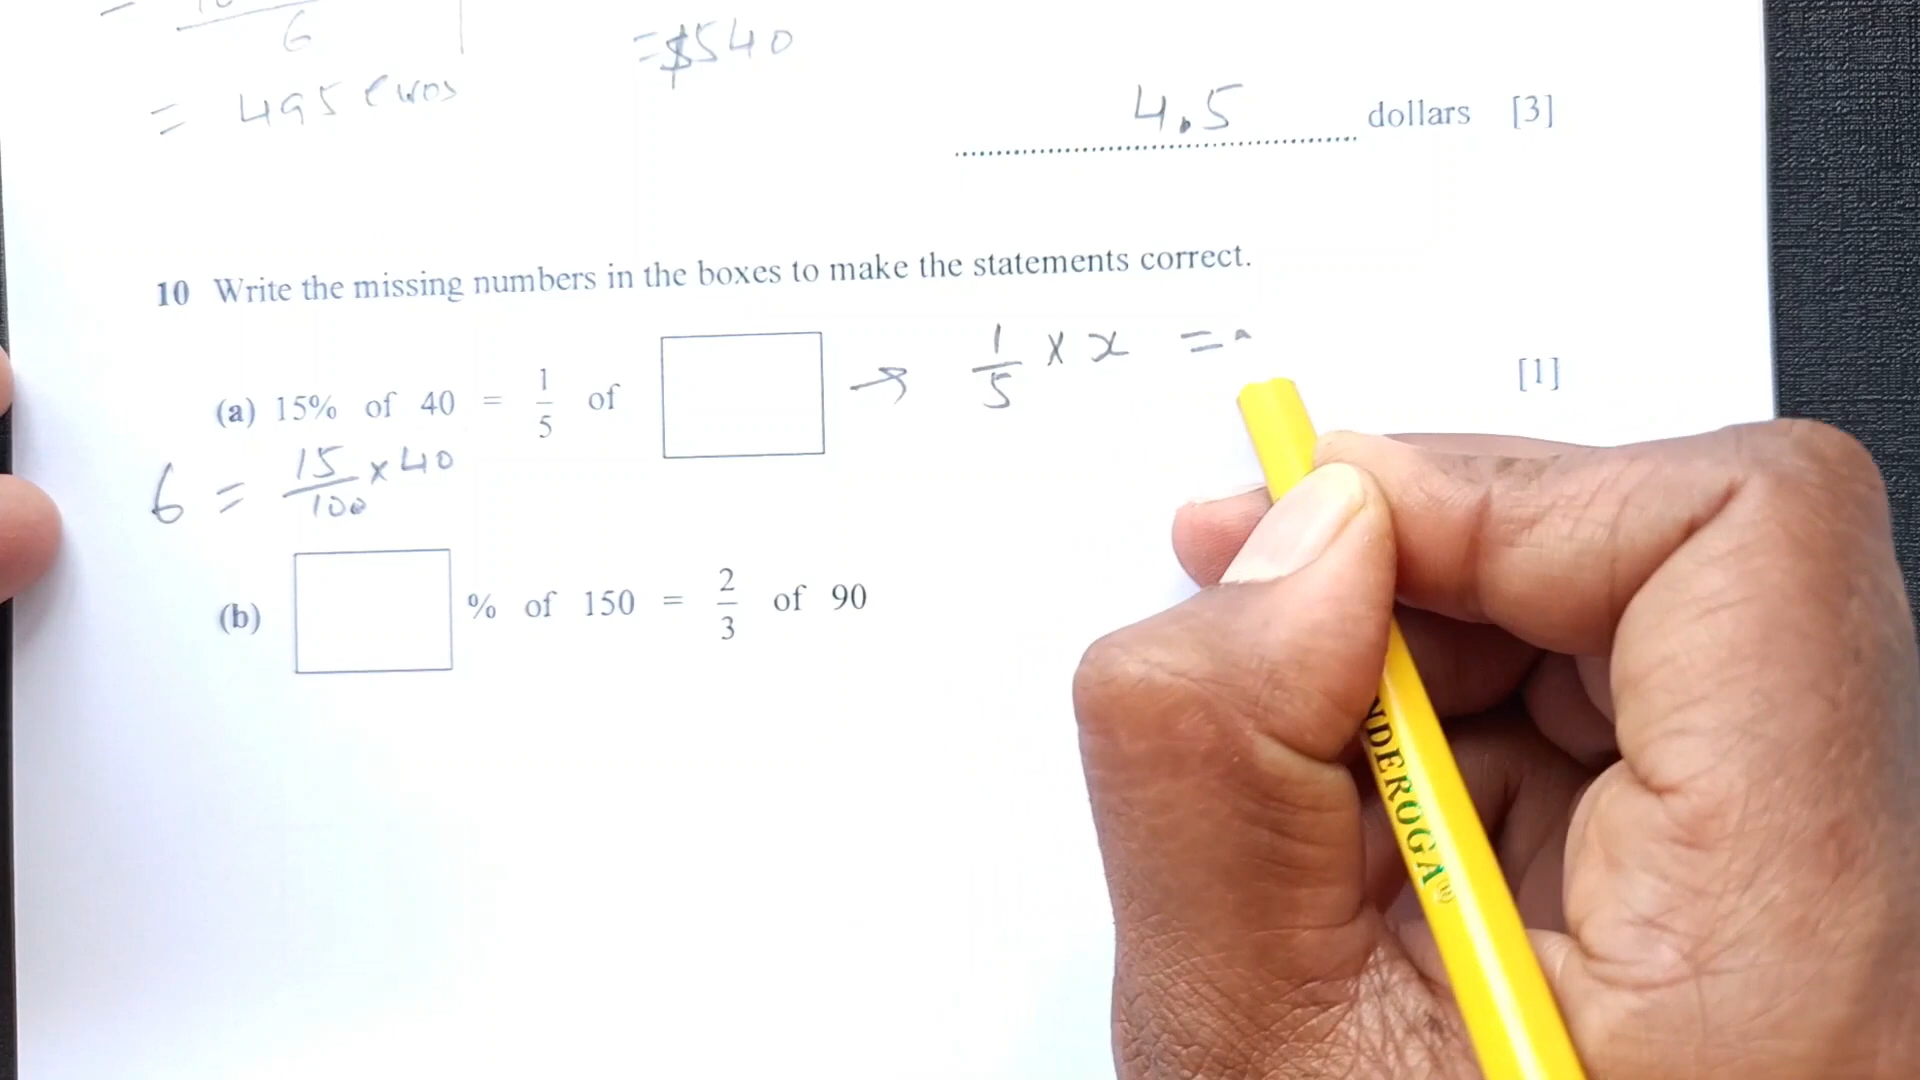 6
= 495 euros
= $540
4.5 dollars [3]
10 Write the missing numbers in the boxes to make the statements correct.
(a) 15% of 40 = 1/5 of → 1/5 × x =
[1]
6 = 15/100 × 40
(b) % of 150 = 2/3 of 90
NDEROGA®